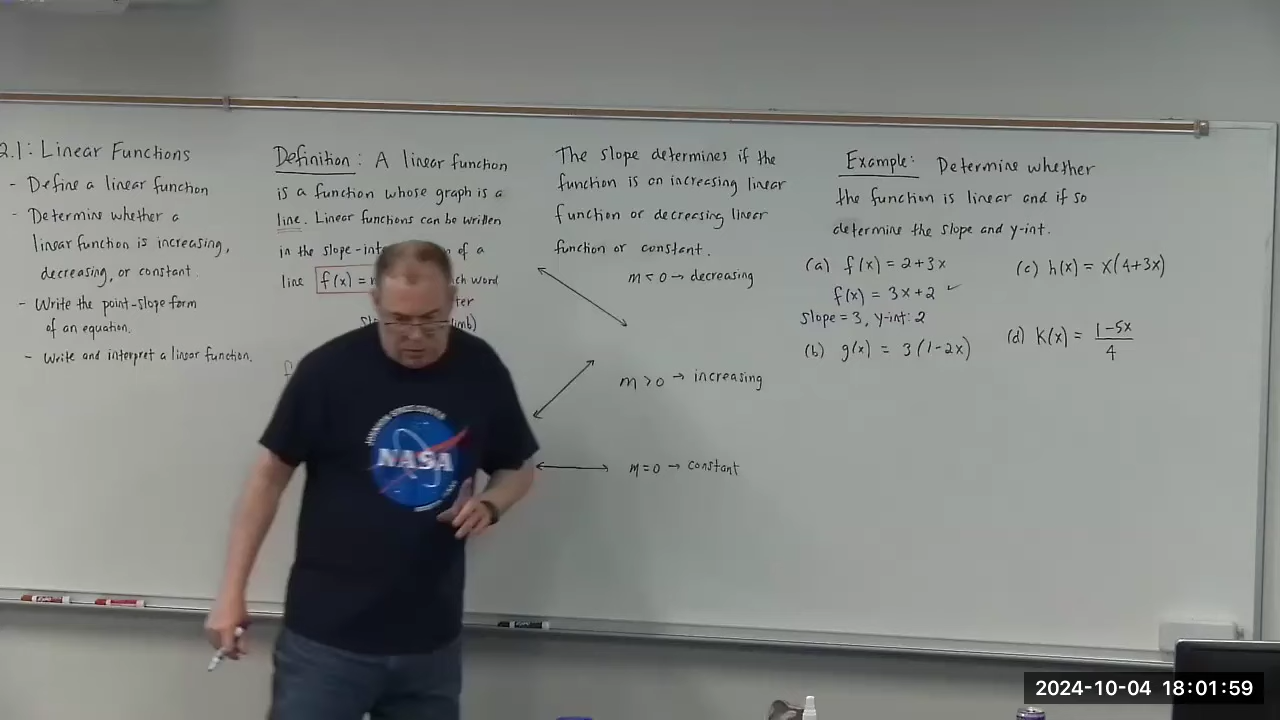 2.1: Linear Functions
- Define a linear function
- Determine whether a
linear function is increasing,
decreasing, or constant.
- Write the point-slope form
of an equation.
- Write and interpret a linear function.
Definition: A linear function
is a function whose graph is a
line. Linear functions can be written
in the slope- of a
line f(x) = word
The slope determines if the
function is an increasing linear
function or decreasing linear
function or constant.
m < 0 → decreasing
m > 0 → increasing
m = 0 → constant
Example: Determine whether
the function is linear and if so
determine the slope and y-int.
(a) f(x) = 2+3x
f(x) = 3x+2 ✓
slope = 3, y-int: 2
(b) g(x) = 3(1-2x)
(c) h(x) = x(4+3x)
(d) K(x) = 1-5x
4
JOHNSON SPACE CENTER
NASA
2024-10-04 18:01:59